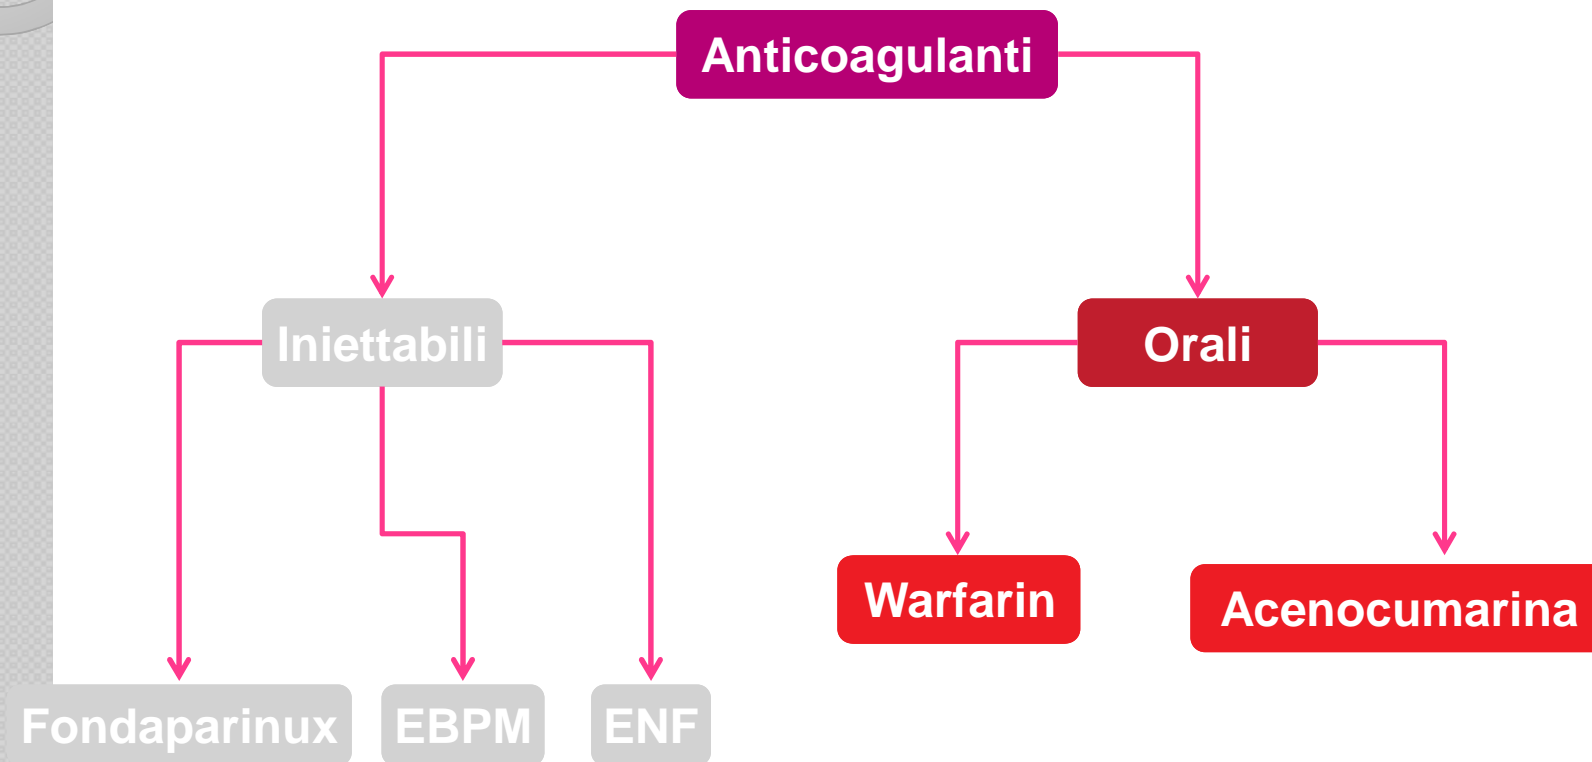 Anticoagulanti
Iniettabili
Orali
Warfarin
Acenocumarina
Fondaparinux
EBPM
ENF